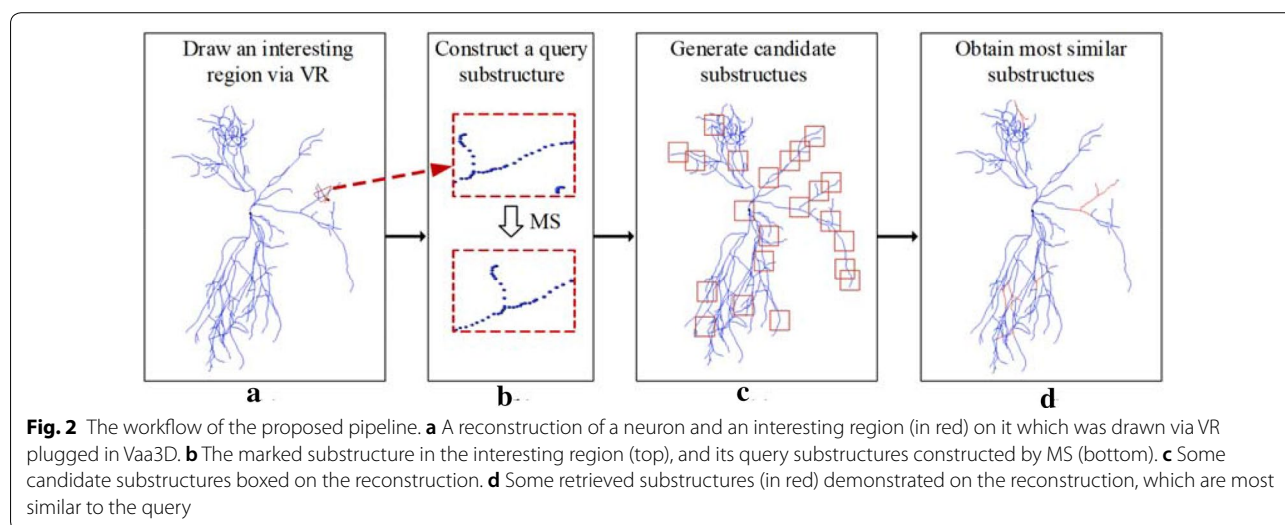 Draw an interesting
region via VR
Construct a query
substructure
MS
Generate candidate
substructues
Obtain most similar
substructues
a
b
c
d
Fig. 2 The workflow of the proposed pipeline. a A reconstruction of a neuron and an interesting region (in red) on it which was drawn via VR
plugged in Vaa3D. b The marked substructure in the interesting region (top), and its query substructures constructed by MS (bottom). c Some
candidate substructures boxed on the reconstruction. d Some retrieved substructures (in red) demonstrated on the reconstruction, which are most
similar to the query